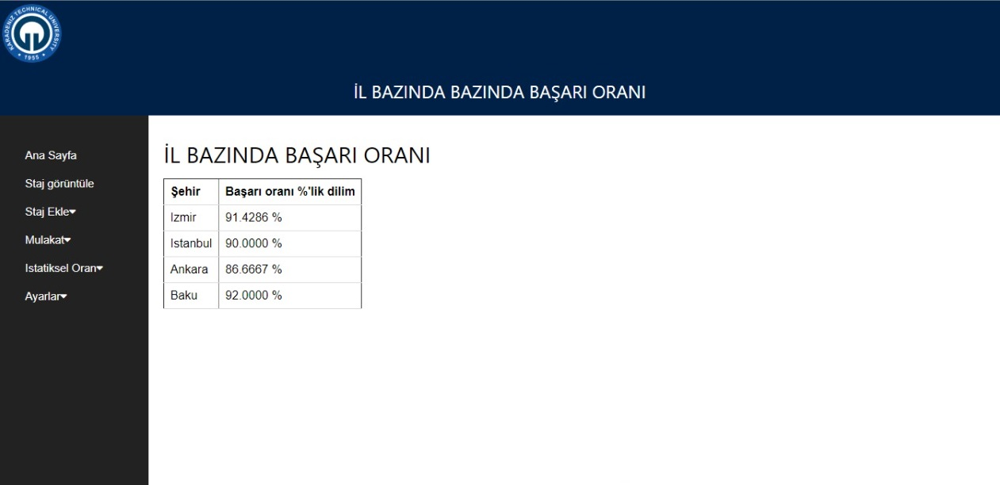 KARADENIZ TECHNICAL UNIVERSITY
1955
İL BAZINDA BAZINDA BAŞARI ORANI
Ana Sayfa
Staj görüntüle
Staj Ekle
Mulakat
Istatiksel Oran
Ayarlar
İL BAZINDA BAŞARI ORANI
Şehir Başarı oranı %'lik dilim
Izmir 91.4286 %
Istanbul 90.0000 %
Ankara 86.6667 %
Baku 92.0000 %